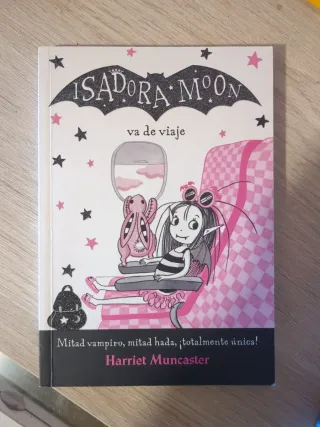 ISADORA MOON
va de viaje
Mitad vampiro, mitad hada, ¡totalmente única!
Harriet Muncaster